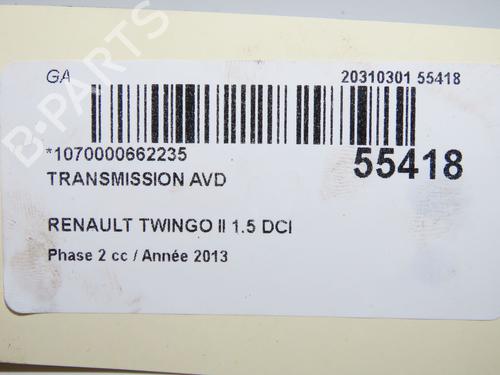 GA
20310301 55418
*1070000662235
55418
TRANSMISSION AVD
RENAULT TWINGO II 1.5 DCI
Phase 2 cc / Année 2013
B-PARTS